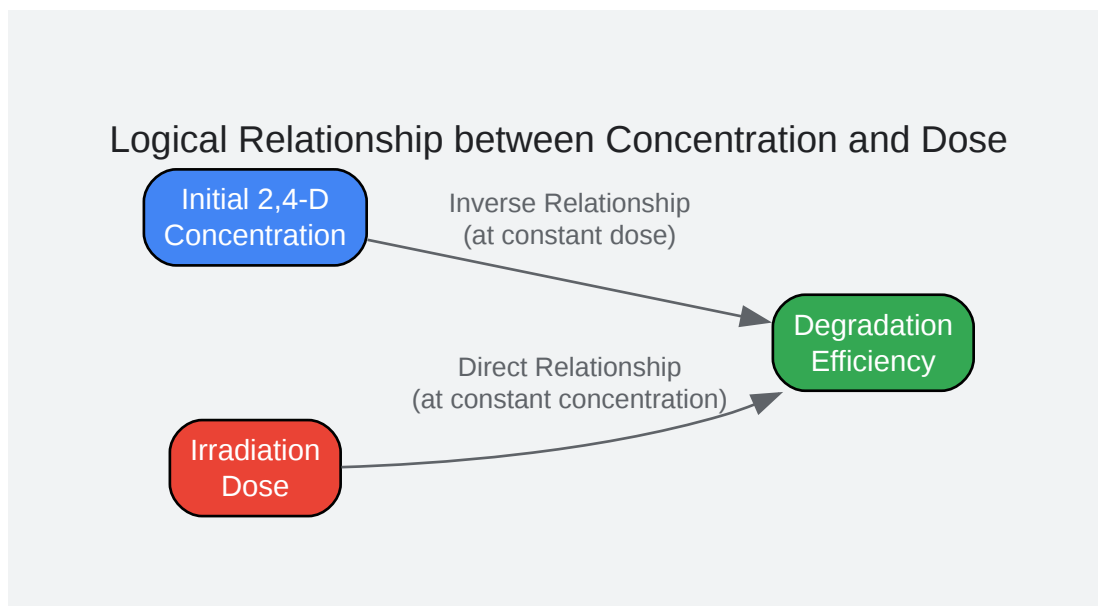 Logical Relationship between Concentration and Dose
Initial 2,4-D
Concentration
Inverse Relationship
(at constant dose)
Degradation
Efficiency
Direct Relationship
(at constant concentration)
Irradiation
Dose